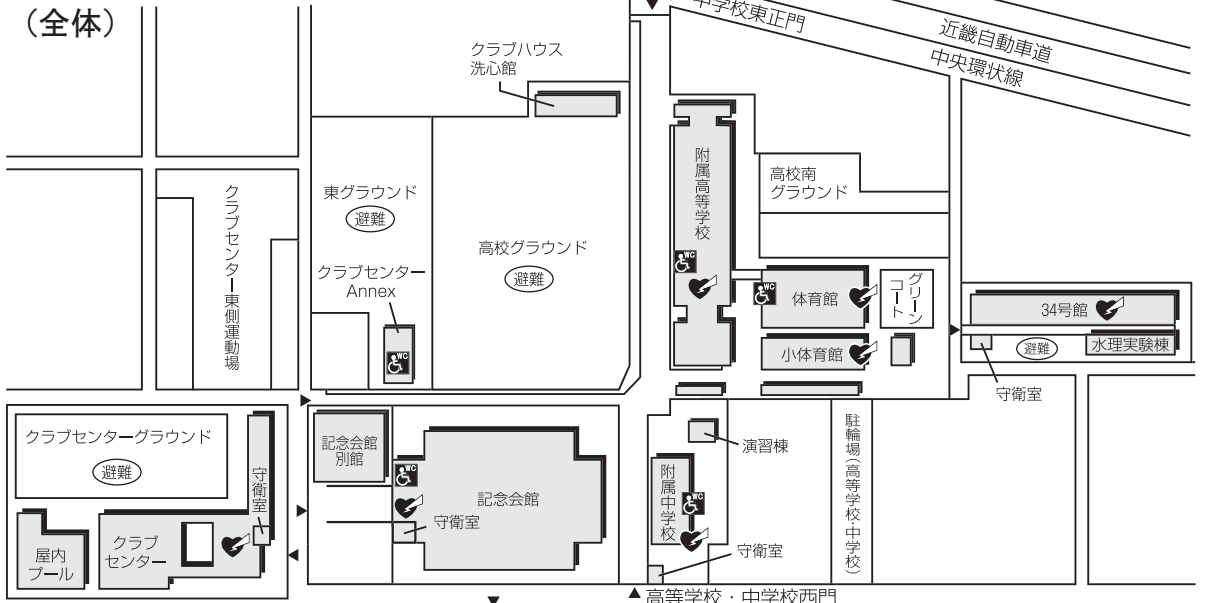 （全体）
中学校東正門
近畿自動車道
中央環状線
クラブハウス
洗心館
附属高等学校
高校南
グラウンド
東グラウンド
避難
高校グラウンド
避難
クラブセンター東側運動場
クラブセンター
Annex
WC
WC
WC
体育館
グリーン
コート
34号館
小体育館
避難
水理実験棟
守衛室
クラブセンターグラウンド
避難
守衛室
記念会館
別館
WC
記念会館
守衛室
演習棟
附属中学校
WC
守衛室
駐輪場(高等学校・中学校)
屋内
プール
クラブ
センター
高等学校・中学校西門